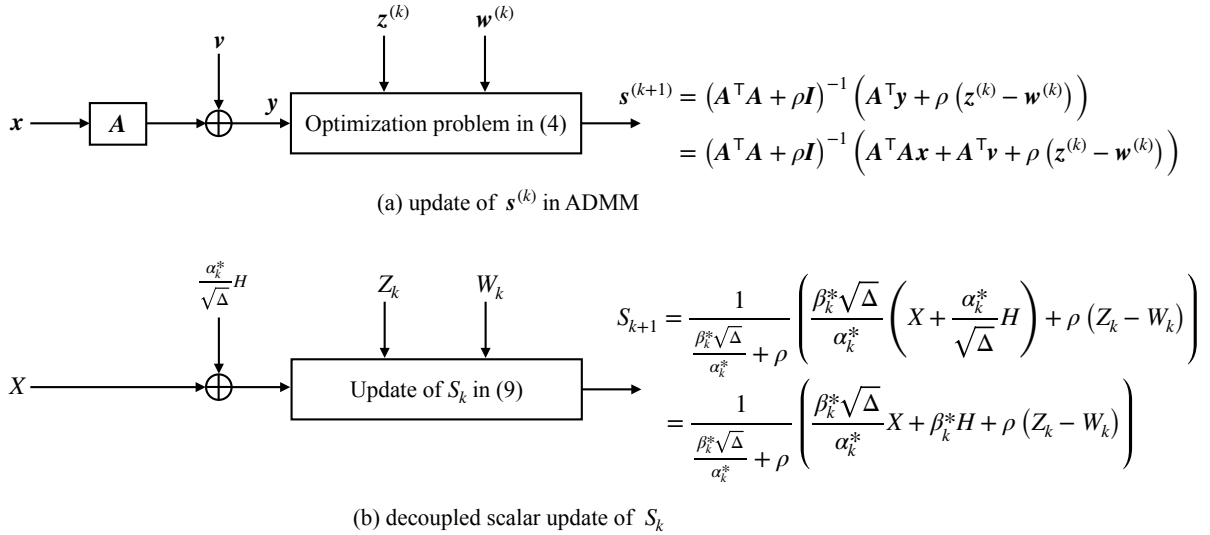 z^(k) w^(k)
v
x A y Optimization problem in (4) s^(k+1) = (A^⊤A + ρI)^−1 (A^⊤y + ρ (z^(k) − w^(k)))
= (A^⊤A + ρI)^−1 (A^⊤Ax + A^⊤v + ρ (z^(k) − w^(k)))
(a) update of s^(k) in ADMM
α_k^*/√Δ H Z_k W_k
S_{k+1} = 1/(β_k^*√Δ/α_k^* + ρ) (β_k^*√Δ/α_k^* (X + α_k^*/√Δ H) + ρ (Z_k − W_k))
X Update of S_k in (9)
= 1/(β_k^*√Δ/α_k^* + ρ) (β_k^*√Δ/α_k^* X + β_k^*H + ρ (Z_k − W_k))
(b) decoupled scalar update of S_k